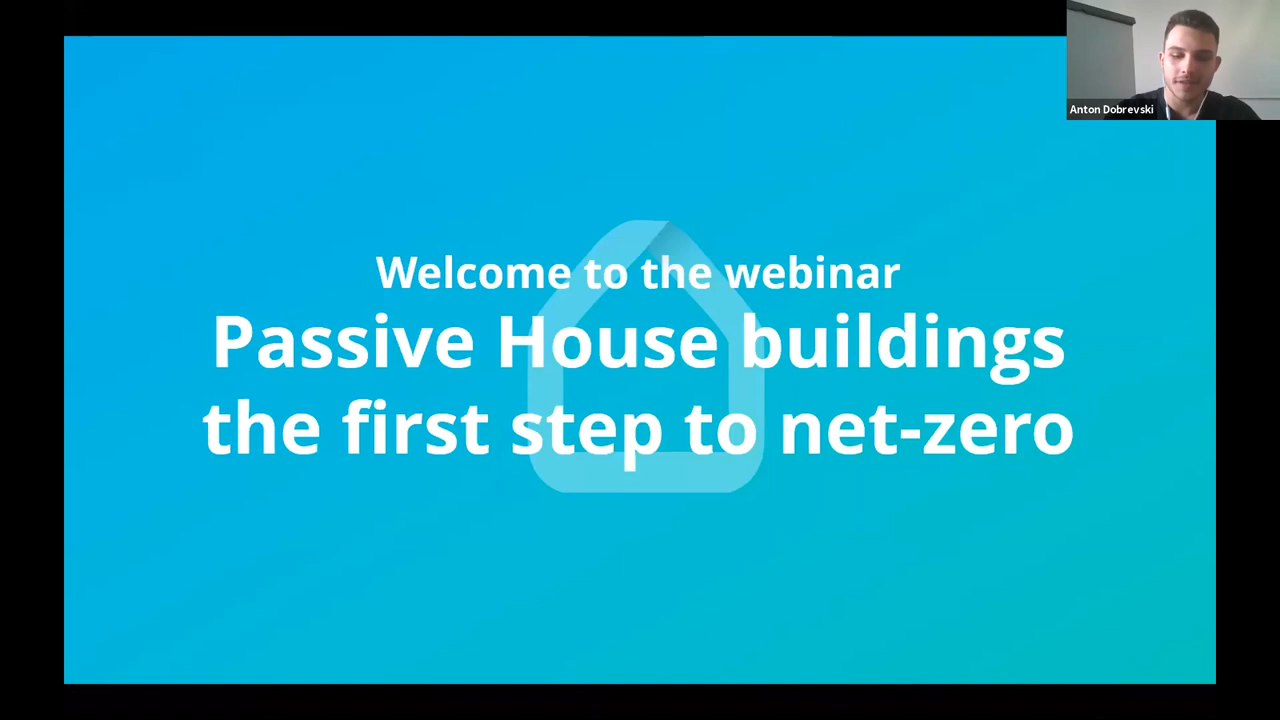 Anton Dobrevski
Welcome to the webinar
Passive House buildings
the first step to net-zero